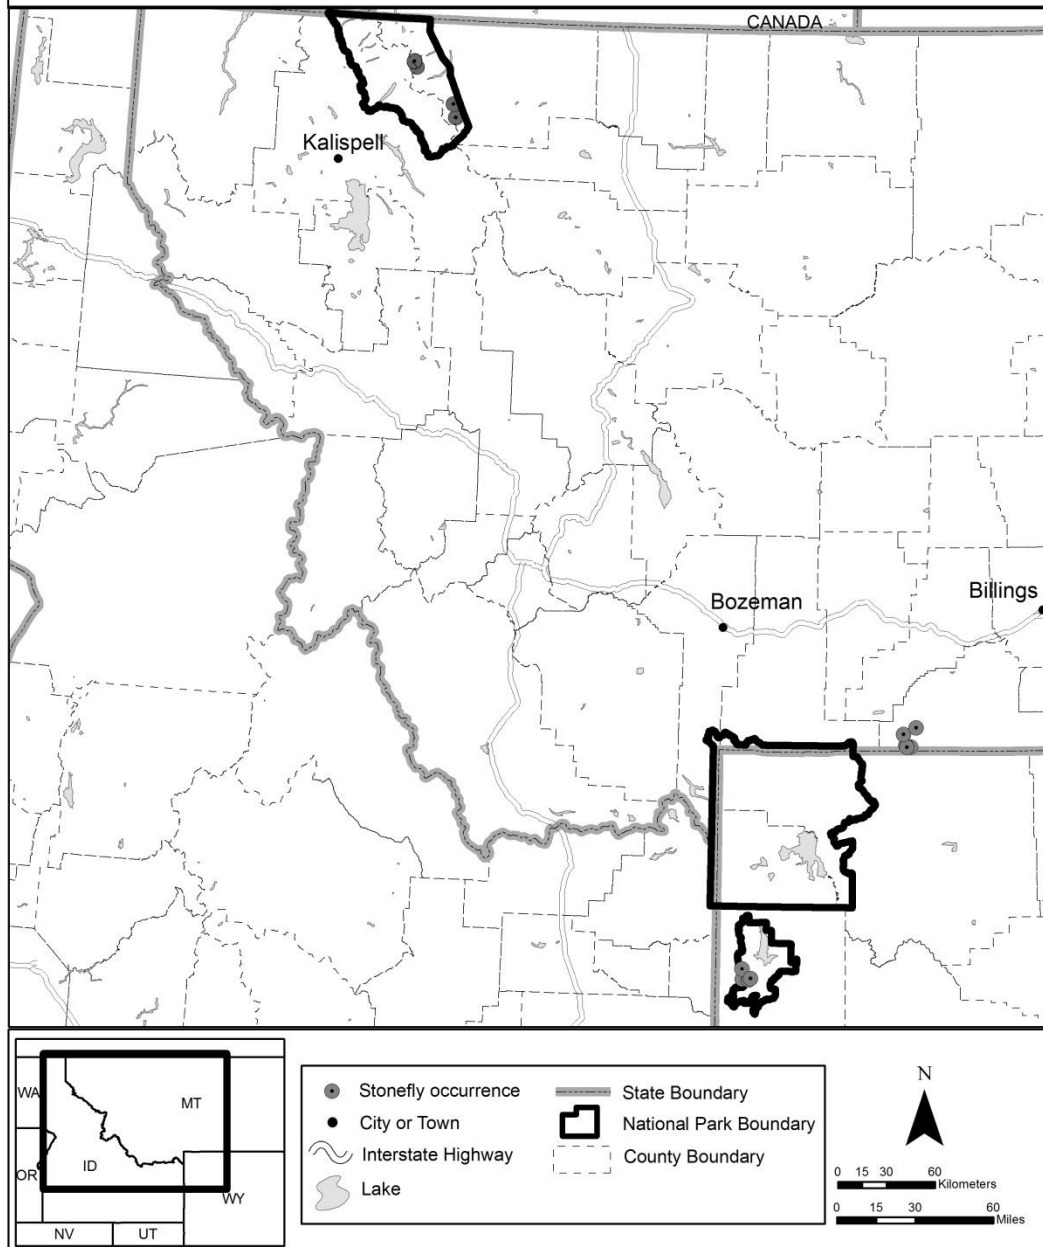 CANADA
Kalispell
Billings
Bozeman
WA
MT
ID
OR
WY
NV
UT
Stonefly occurrence
City or Town
Interstate Highway
Lake
State Boundary
National Park Boundary
County Boundary
N
0 15 30 60
Kilometers
0 15 30 60
Miles